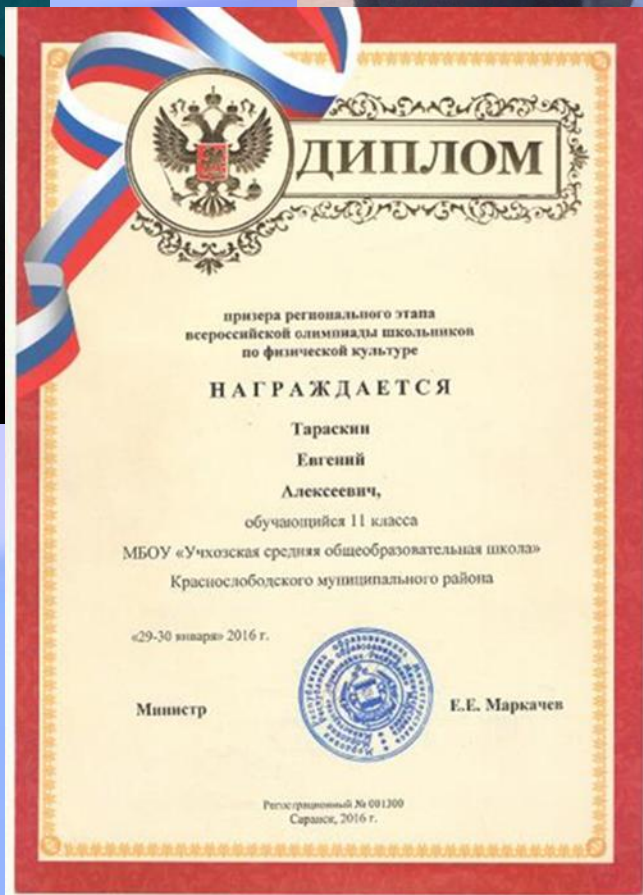 ДИПЛОМ
призера регионального этапа
всероссийской олимпиады школьников
по физической культуре
НАГРАЖДАЕТСЯ
Тараскин
Евгений
Алексеевич,
обучающийся 11 класса
МБОУ «Учхозская средняя общеобразовательная школа»
Краснослободского муниципального района
«29-30 января» 2016 г.
Министр
Е.Е. Маркачев
Регистрационный № 001300
Саранск, 2016 г.